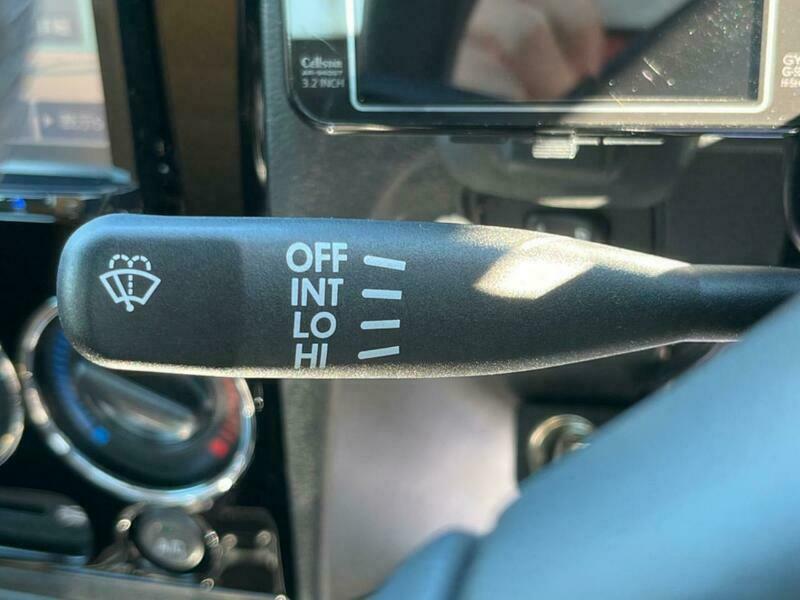 Cellstar
3.2 INCH
OFF
INT
LO
HI